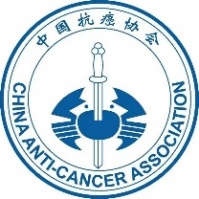 中国抗癌协会
CHINA ANTI-CANCER ASSOCIATION